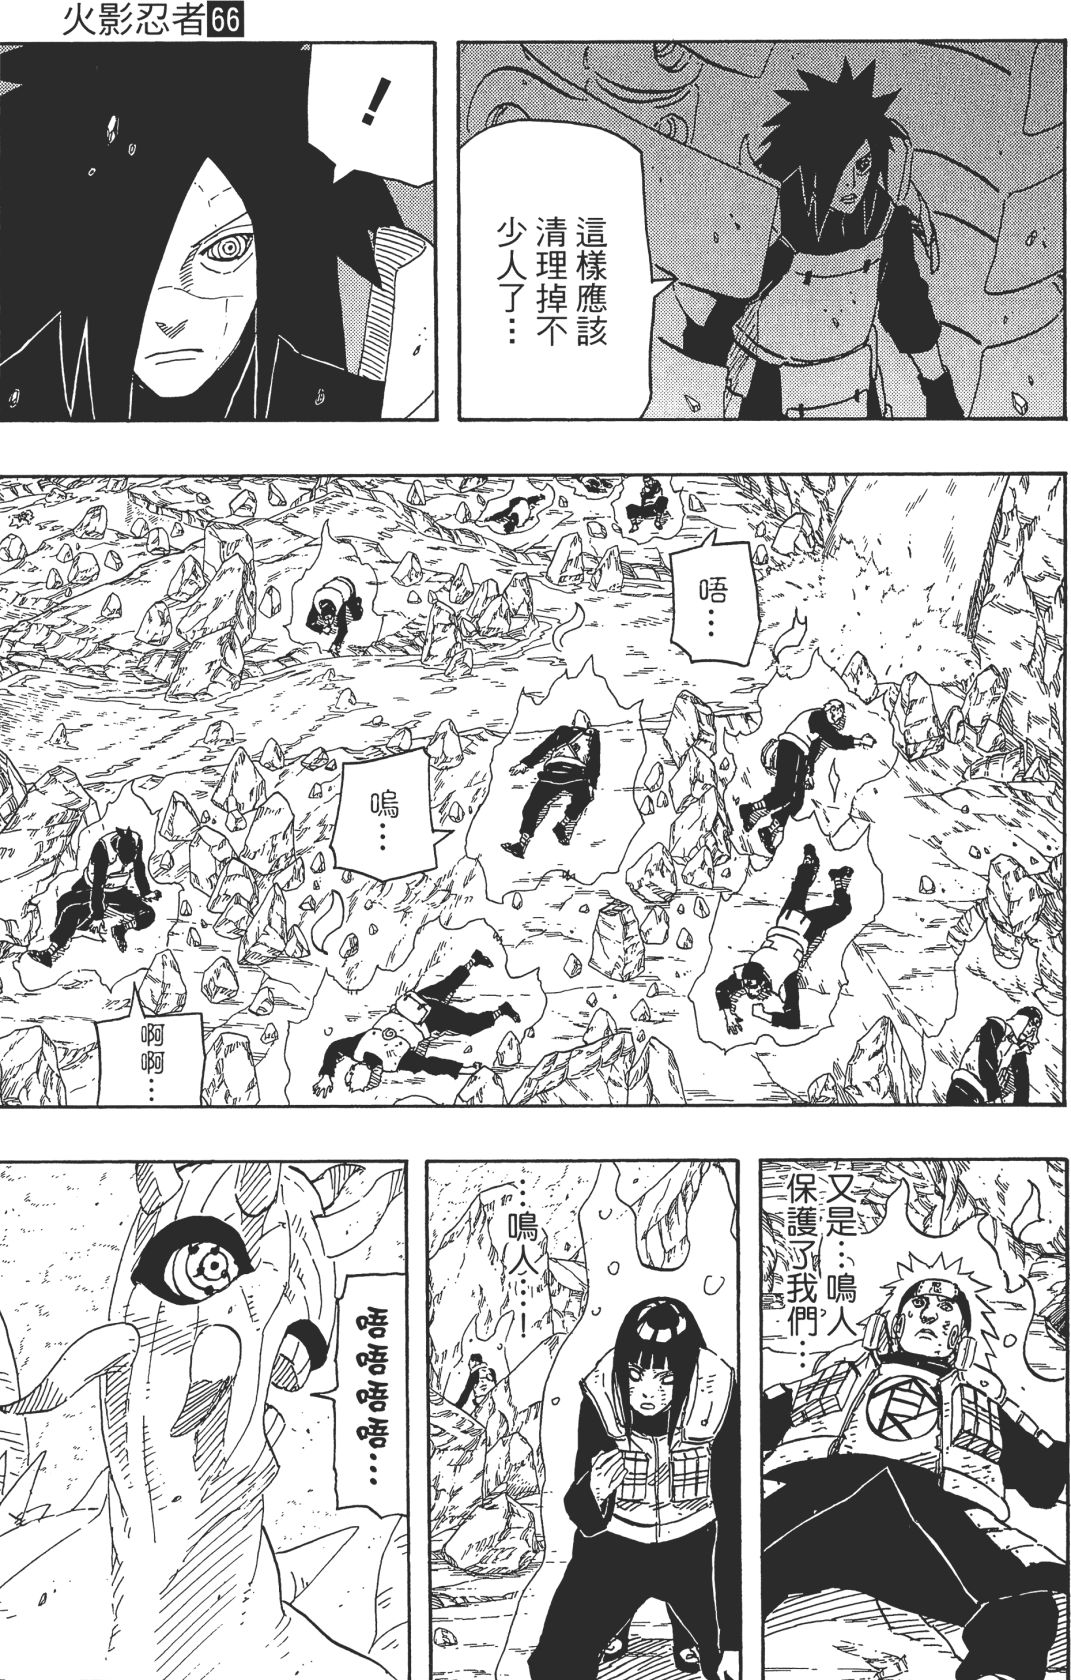 火影忍者66
這樣應該
清理掉不
少人了…
！
唔…
嗚…
啊啊…
又是…鳴人
保護了我們…
忍
…鳴人…！
唔唔唔唔…